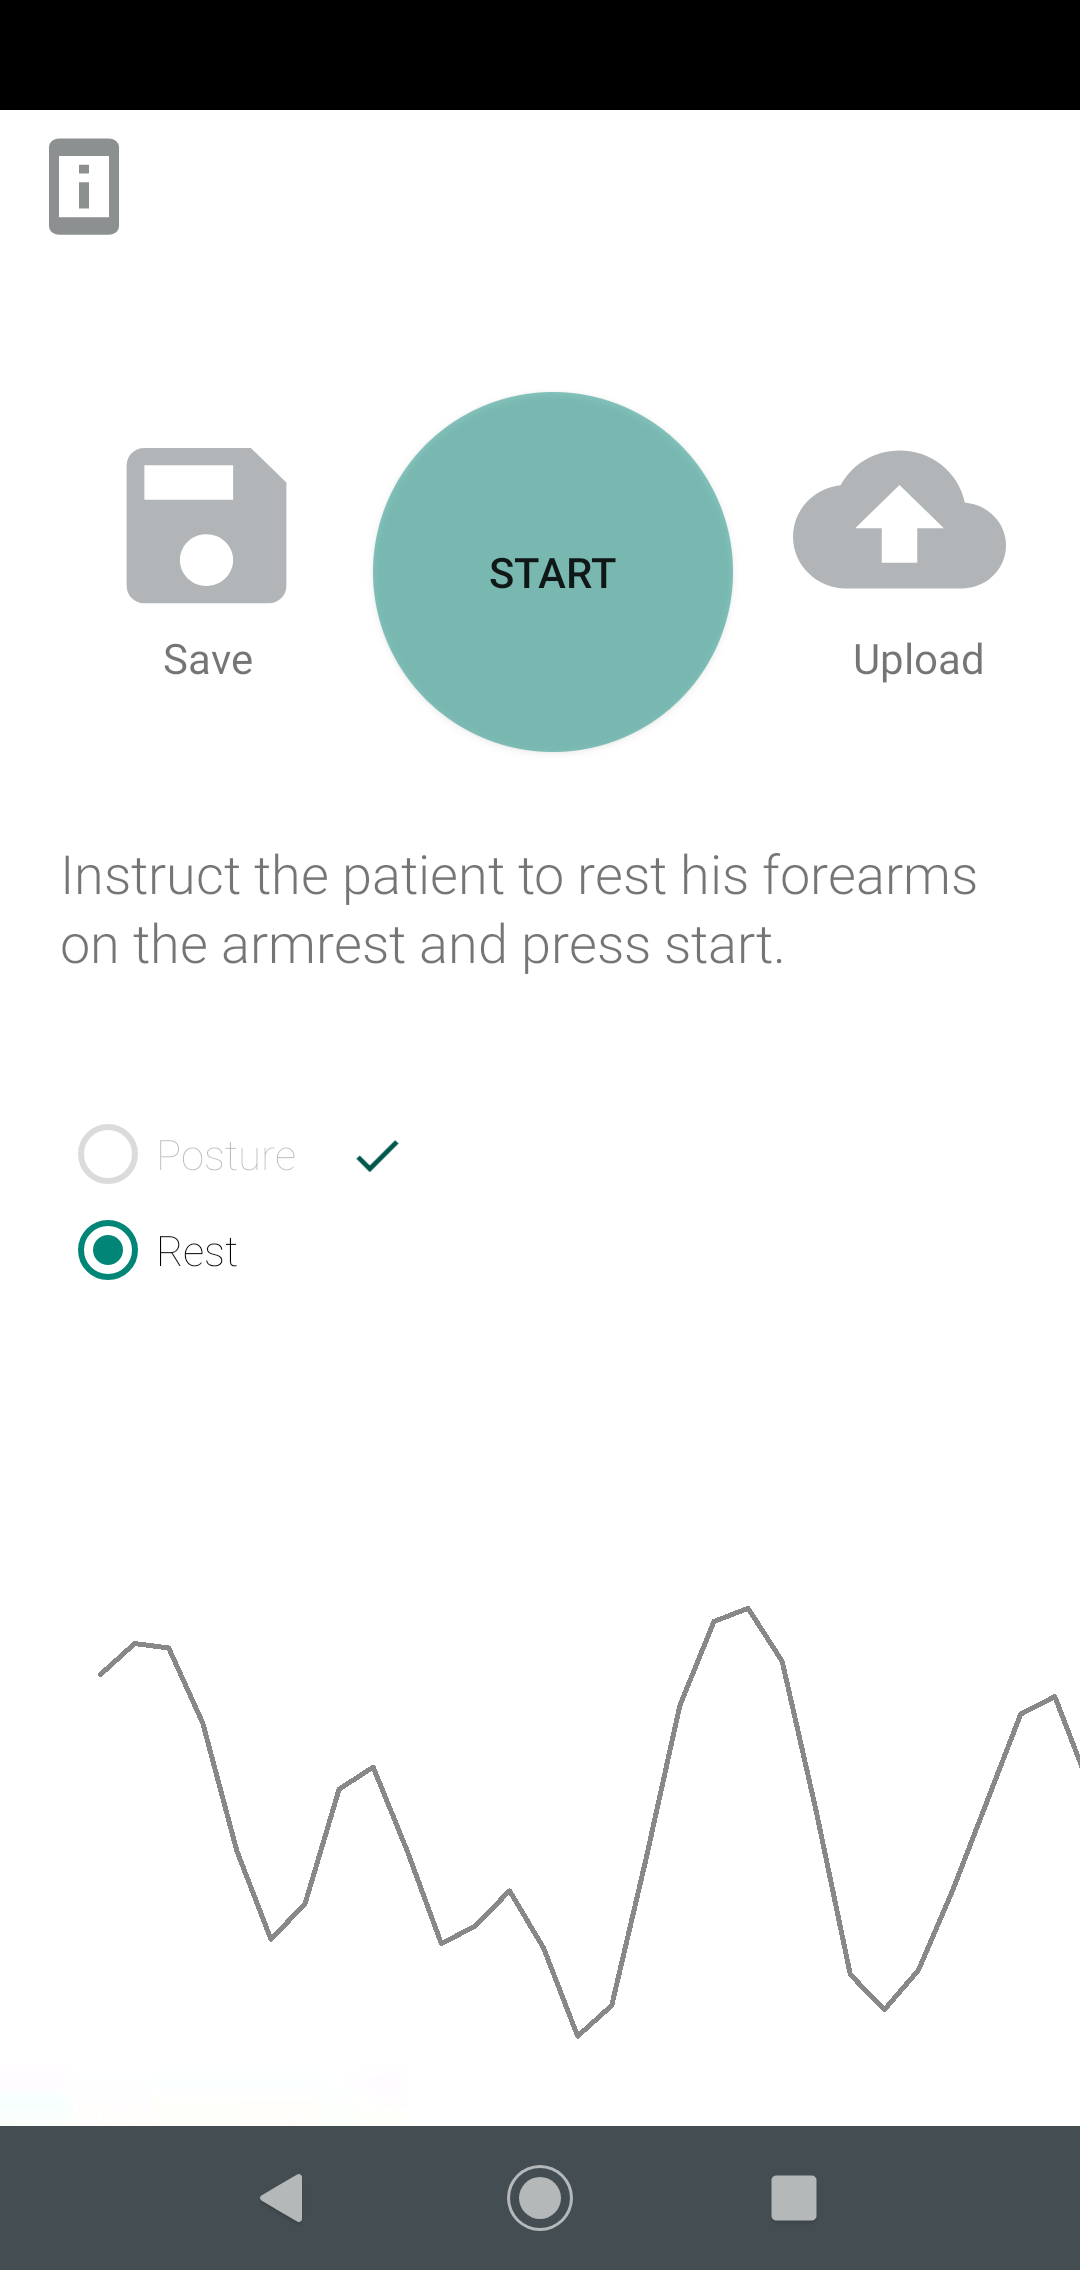 START
Save
Upload
Instruct the patient to rest his forearms
on the armrest and press start.
Posture
Rest